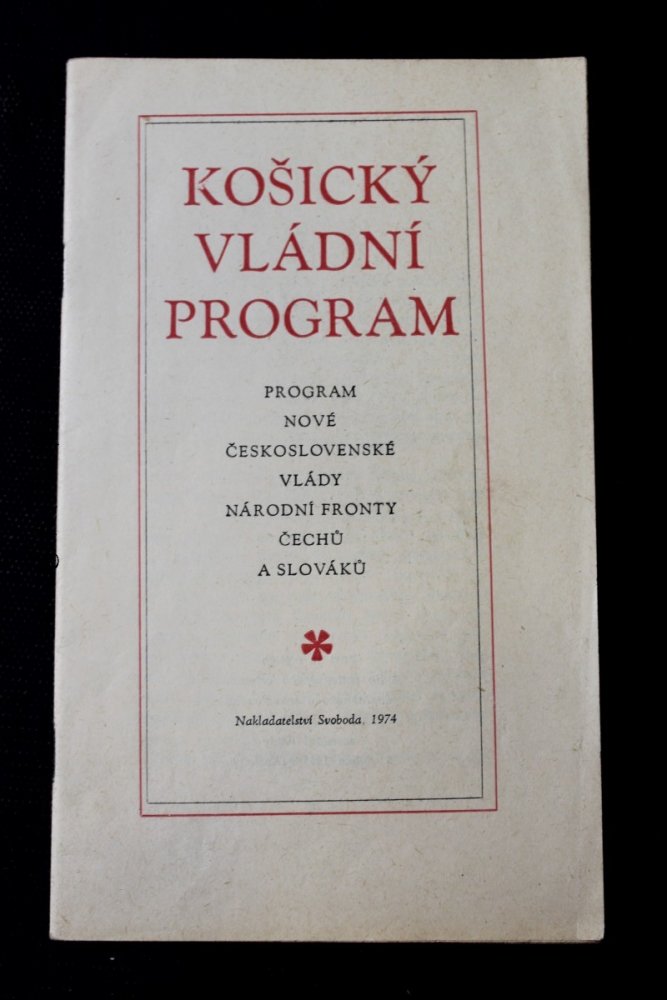 KOŠICKÝ
VLÁDNÍ
PROGRAM
PROGRAM
NOVÉ
ČESKOSLOVENSKÉ
VLÁDY
NÁRODNÍ FRONTY
ČECHŮ
A SLOVÁKŮ
Nakladatelství Svoboda, 1974